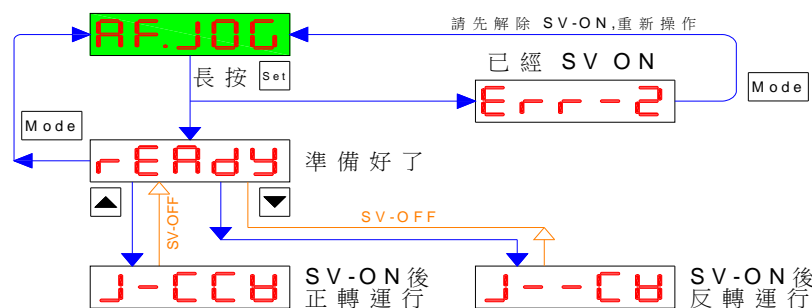 AF.JOG
請先解除 SV-ON,重新操作
長按 Set
已經 SV ON
Err-2
Mode
Mode
rEAdy
準備好了
SV-OFF
SV-OFF
J-CCW
SV-ON後
正轉運行
J--CW
SV-ON後
反轉運行